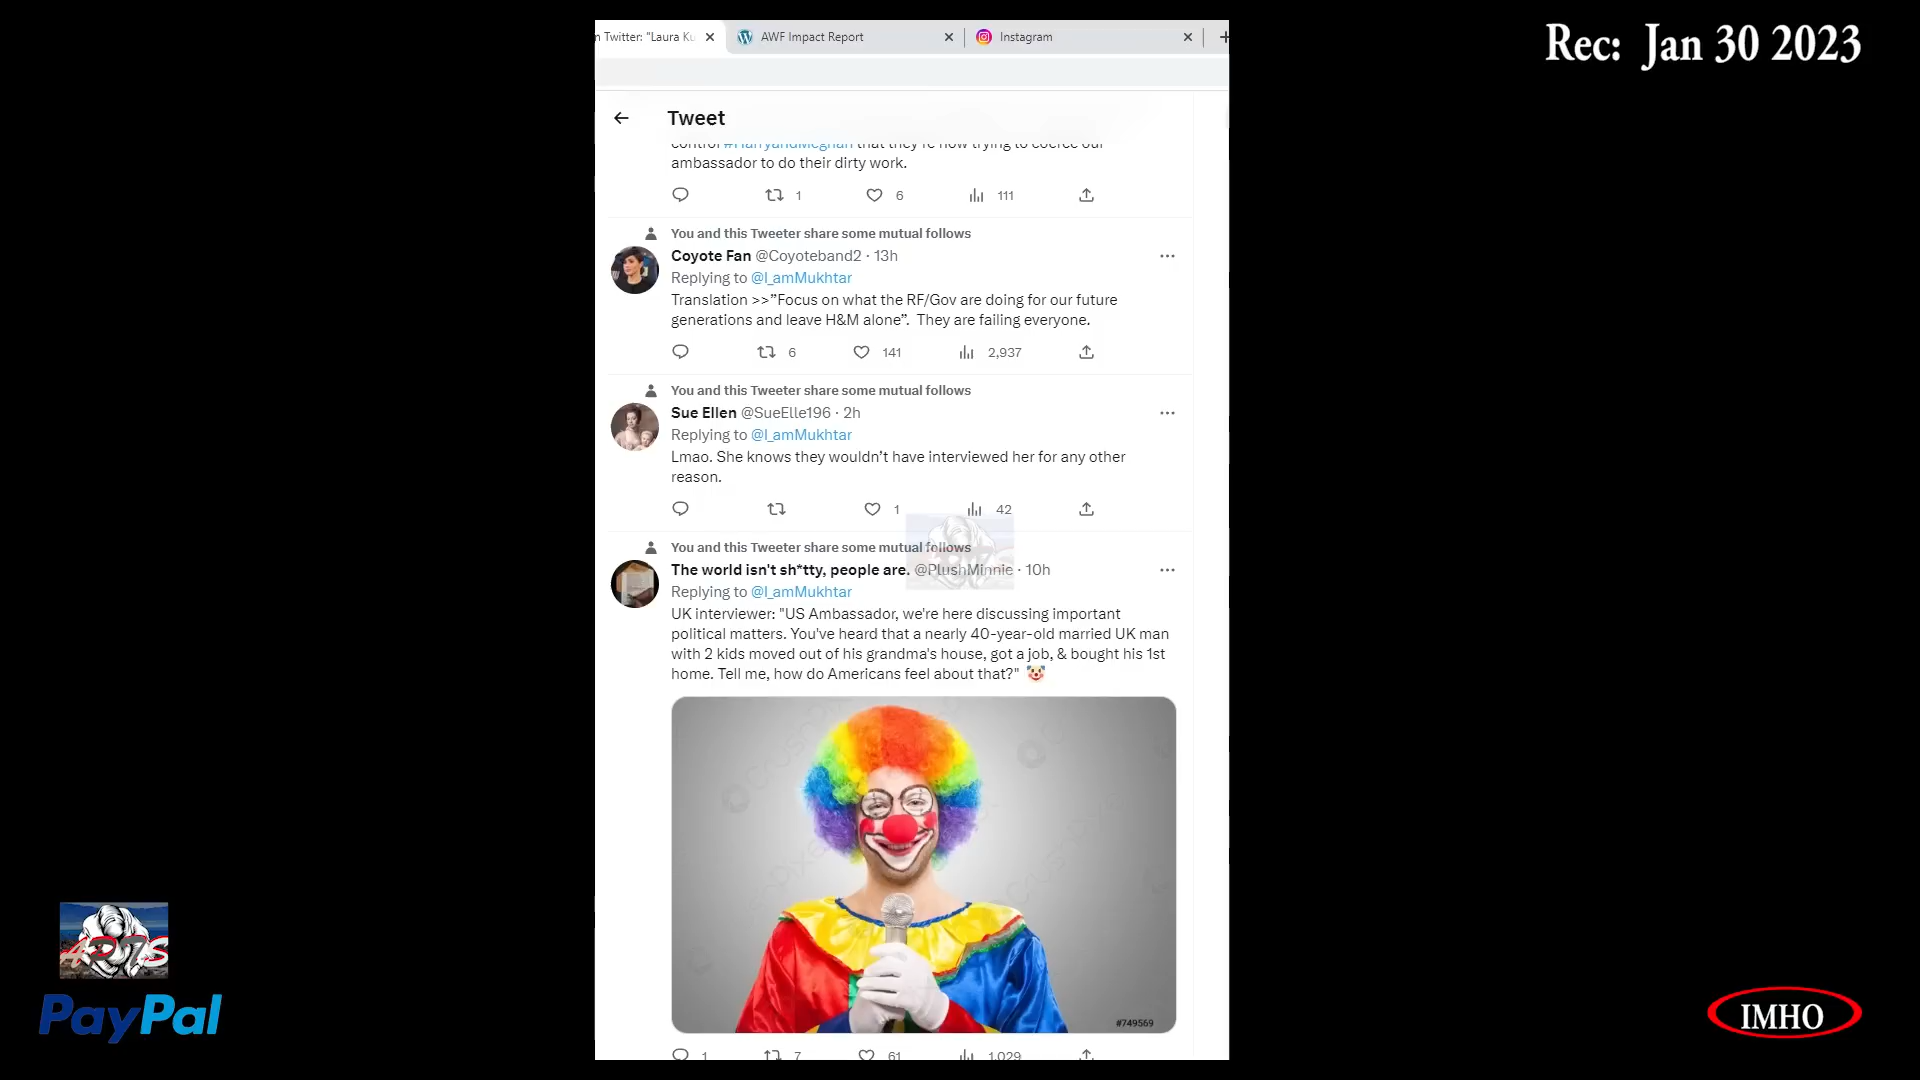 Rec: Jan 30 2023
n Twitter: "Laura Ku
AWF Impact Report
Instagram
Tweet
control #HarryandMeghan that they're now trying to coerce our
ambassador to do their dirty work.
1 6 111
You and this Tweeter share some mutual follows
Coyote Fan @Coyoteband2 · 13h
Replying to @I_amMukhtar
Translation >>”Focus on what the RF/Gov are doing for our future
generations and leave H&M alone”. They are failing everyone.
6 141 2,937
You and this Tweeter share some mutual follows
Sue Ellen @SueElle196 · 2h
Replying to @I_amMukhtar
Lmao. She knows they wouldn’t have interviewed her for any other
reason.
1 42
You and this Tweeter share some mutual follows
The world isn't sh*tty, people are. @PlushMinnie · 10h
Replying to @I_amMukhtar
UK interviewer: "US Ambassador, we're here discussing important
political matters. You've heard that a nearly 40-year-old married UK man
with 2 kids moved out of his grandma's house, got a job, & bought his 1st
home. Tell me, how do Americans feel about that?" 🤡
#749569
1 7 61 1,029
PayPal
IMHO